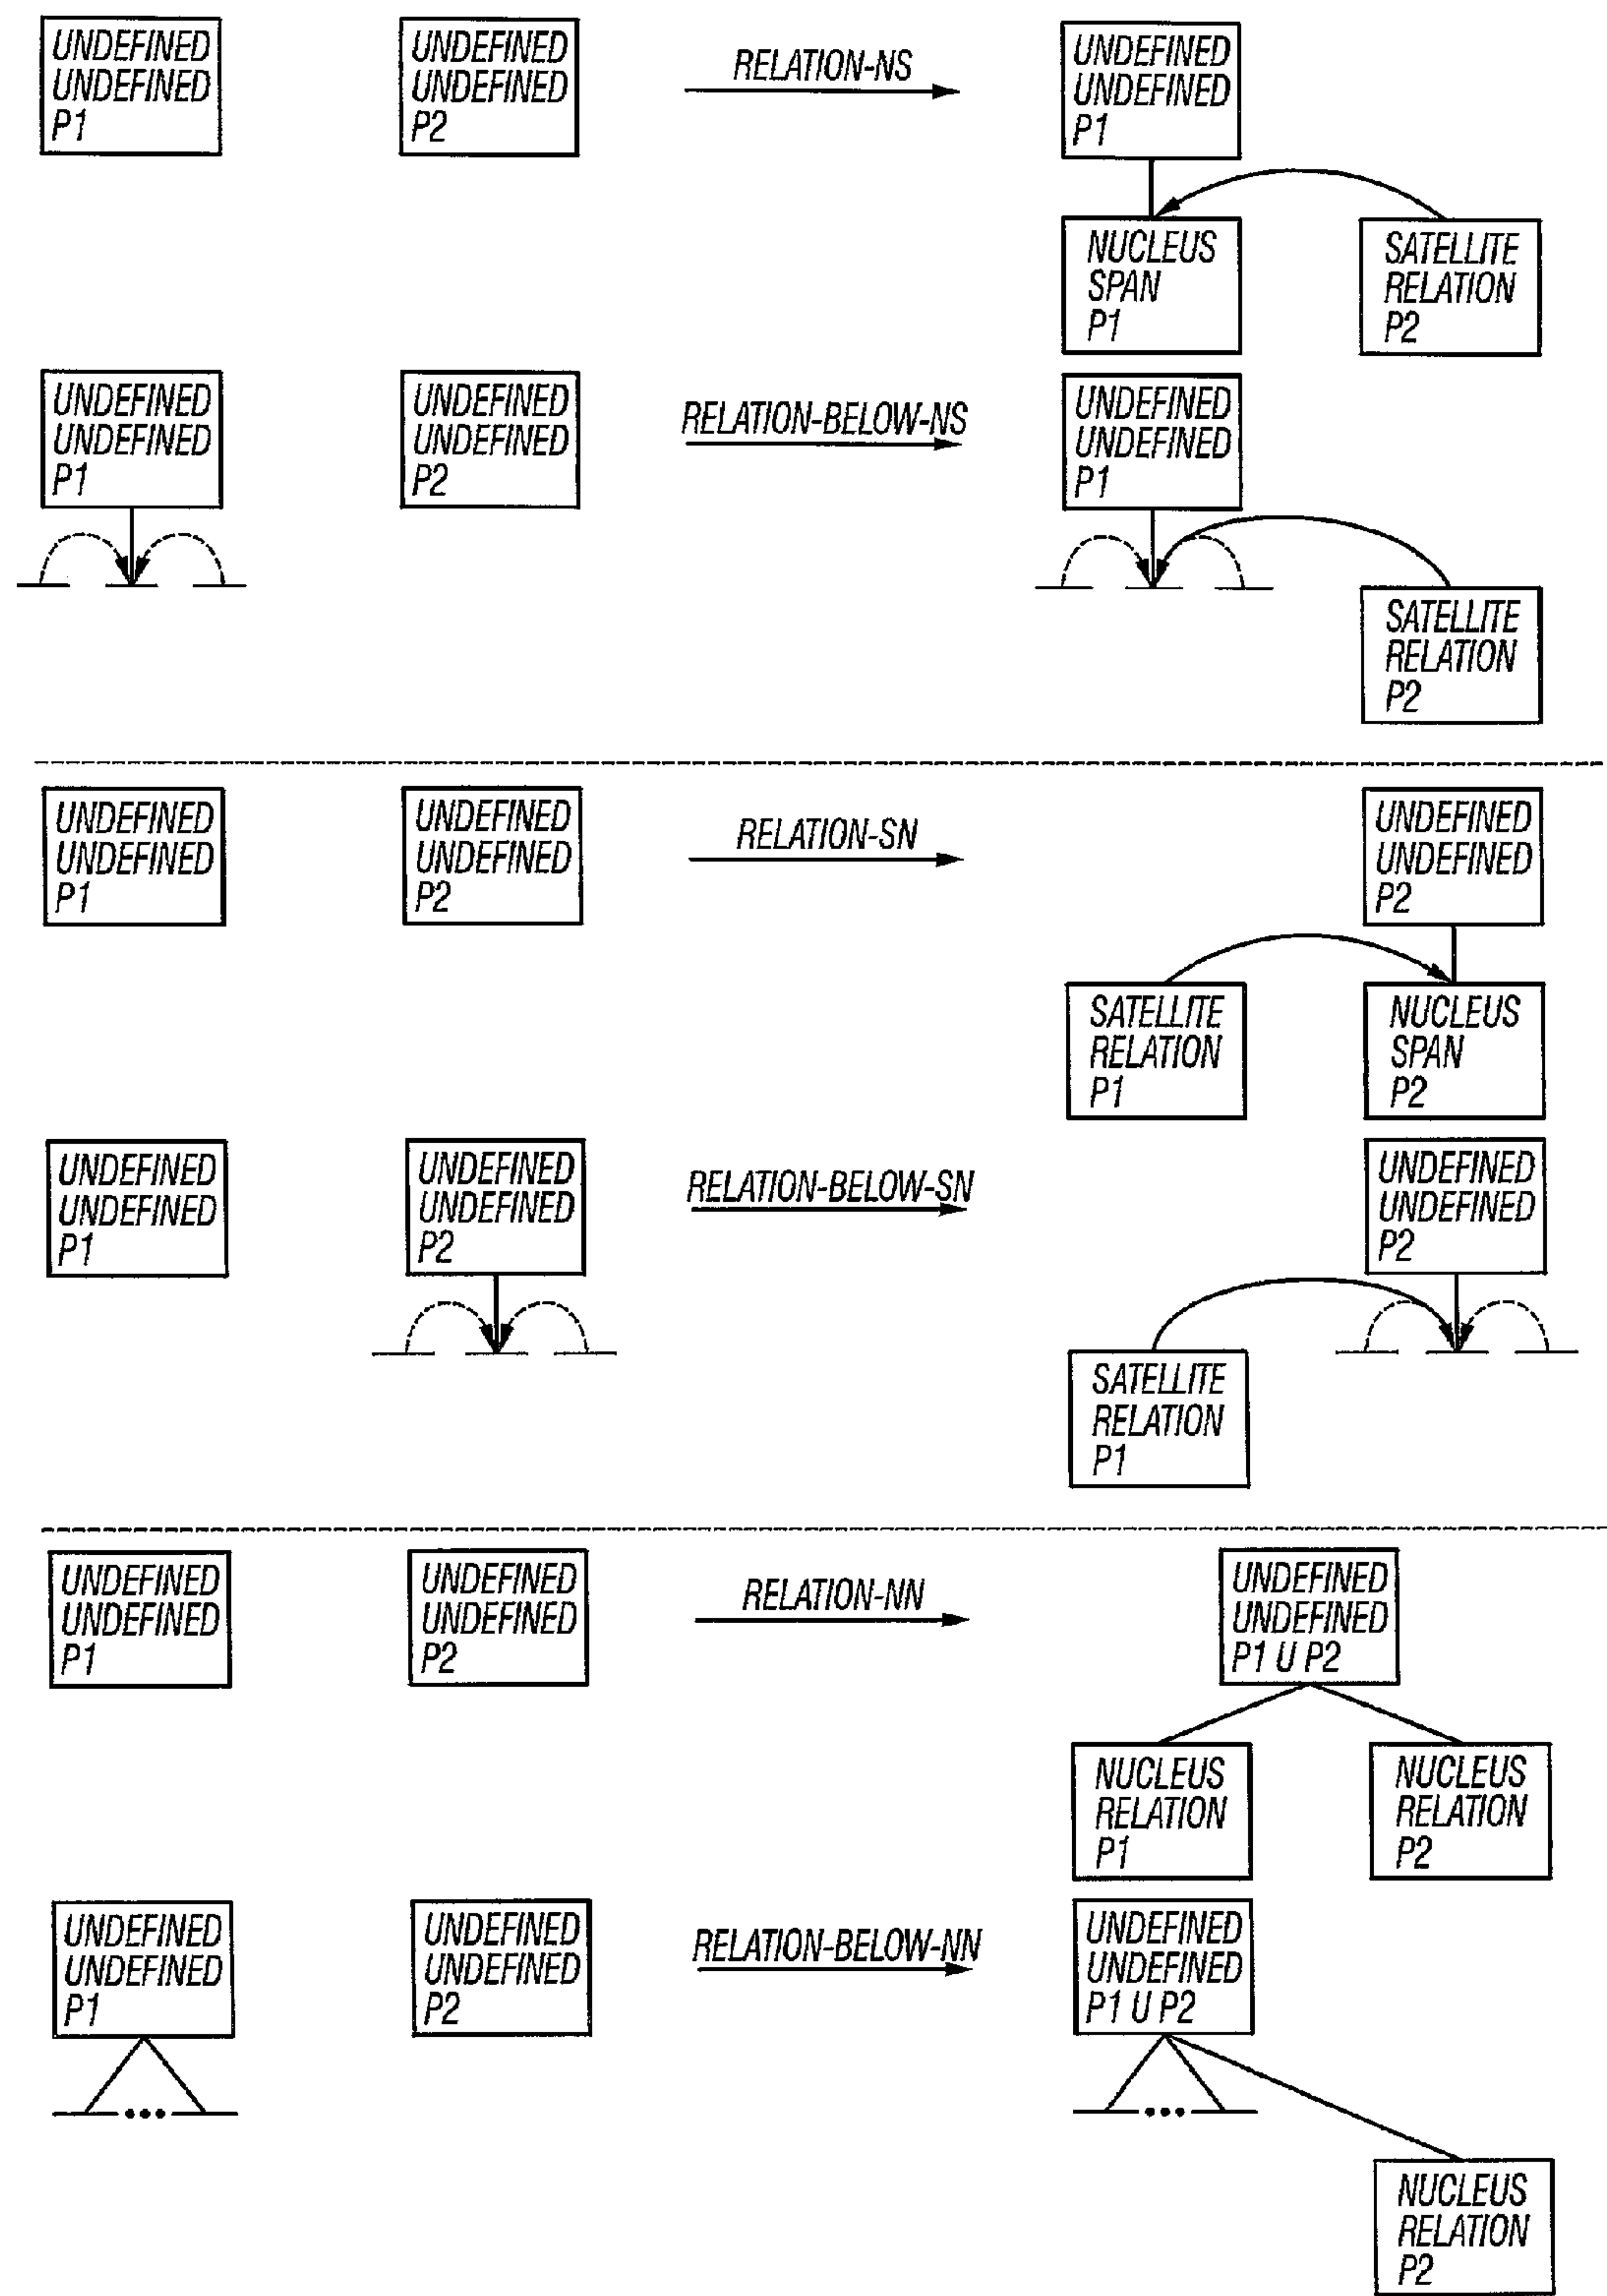 UNDEFINED
UNDEFINED
P1
UNDEFINED
UNDEFINED
P2
RELATION-NS
UNDEFINED
UNDEFINED
P1
NUCLEUS
SPAN
P1
SATELLITE
RELATION
P2
UNDEFINED
UNDEFINED
P1
UNDEFINED
UNDEFINED
P2
RELATION-BELOW-NS
UNDEFINED
UNDEFINED
P1
SATELLITE
RELATION
P2
UNDEFINED
UNDEFINED
P1
UNDEFINED
UNDEFINED
P2
RELATION-SN
UNDEFINED
UNDEFINED
P2
SATELLITE
RELATION
P1
NUCLEUS
SPAN
P2
UNDEFINED
UNDEFINED
P1
UNDEFINED
UNDEFINED
P2
RELATION-BELOW-SN
UNDEFINED
UNDEFINED
P2
SATELLITE
RELATION
P1
UNDEFINED
UNDEFINED
P1
UNDEFINED
UNDEFINED
P2
RELATION-NN
UNDEFINED
UNDEFINED
P1 U P2
NUCLEUS
RELATION
P1
NUCLEUS
RELATION
P2
UNDEFINED
UNDEFINED
P1
UNDEFINED
UNDEFINED
P2
RELATION-BELOW-NN
UNDEFINED
UNDEFINED
P1 U P2
NUCLEUS
RELATION
P2